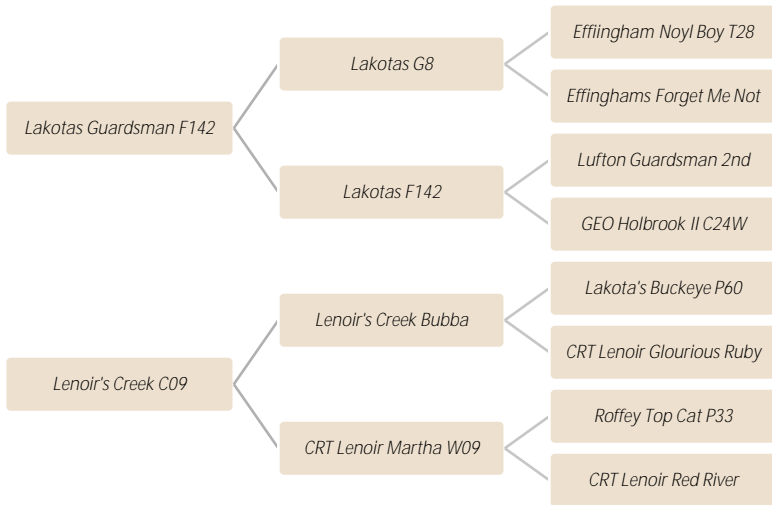 Effiingham Noyl Boy T28
Lakotas G8
Effinghams Forget Me Not
Lakotas Guardsman F142
Lufton Guardsman 2nd
Lakotas F142
GEO Holbrook II C24W
Lakota's Buckeye P60
Lenoir's Creek Bubba
CRT Lenoir Glourious Ruby
Lenoir's Creek C09
Roffey Top Cat P33
CRT Lenoir Martha W09
CRT Lenoir Red River